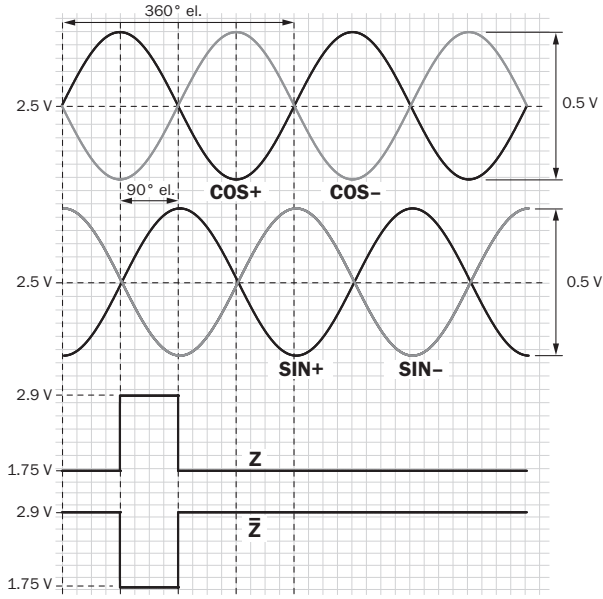 360° el.
2.5 V
0.5 V
90° el.
COS+ COS–
2.5 V
0.5 V
SIN+ SIN–
2.9 V
Z
1.75 V
2.9 V
Z̄
1.75 V